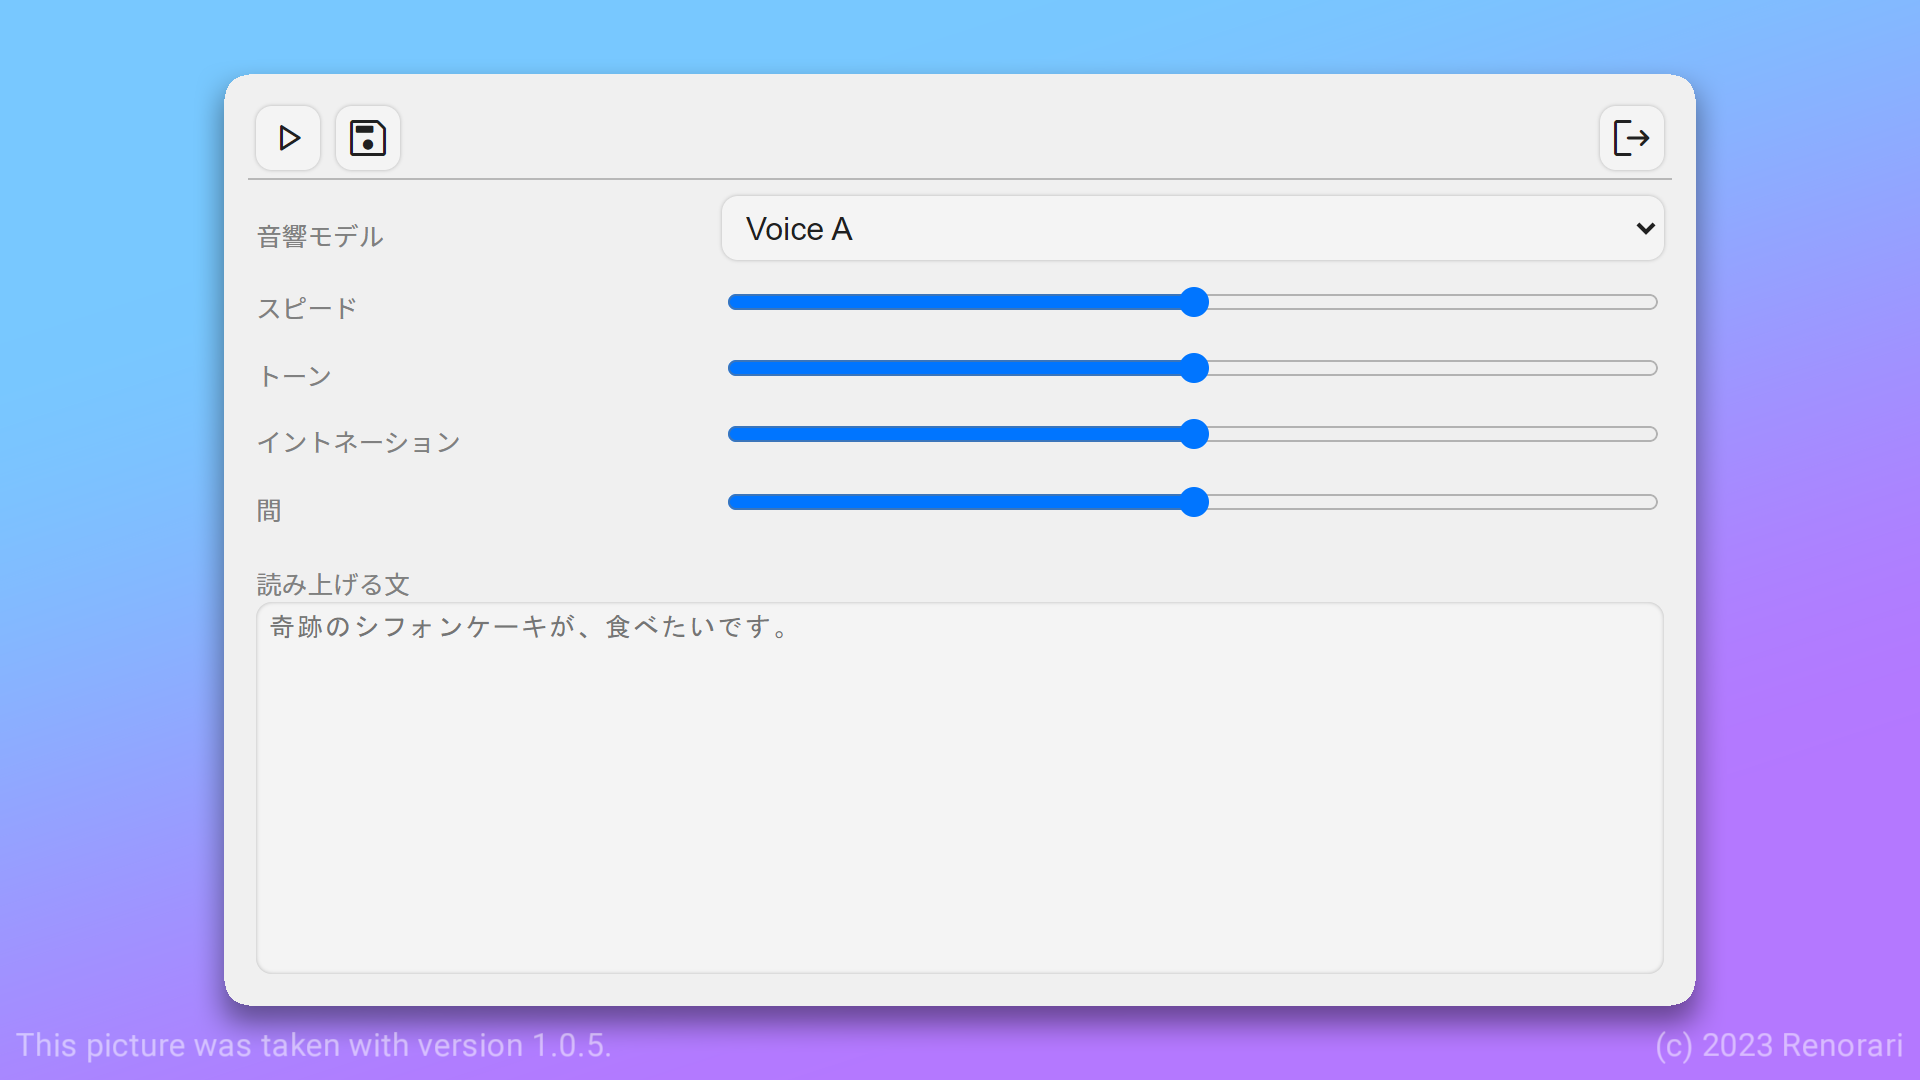 音響モデル
Voice A
スピード
トーン
イントネーション
間
読み上げる文
奇跡のシフォンケーキが、食べたいです。
This picture was taken with version 1.0.5.
(c) 2023 Renorari